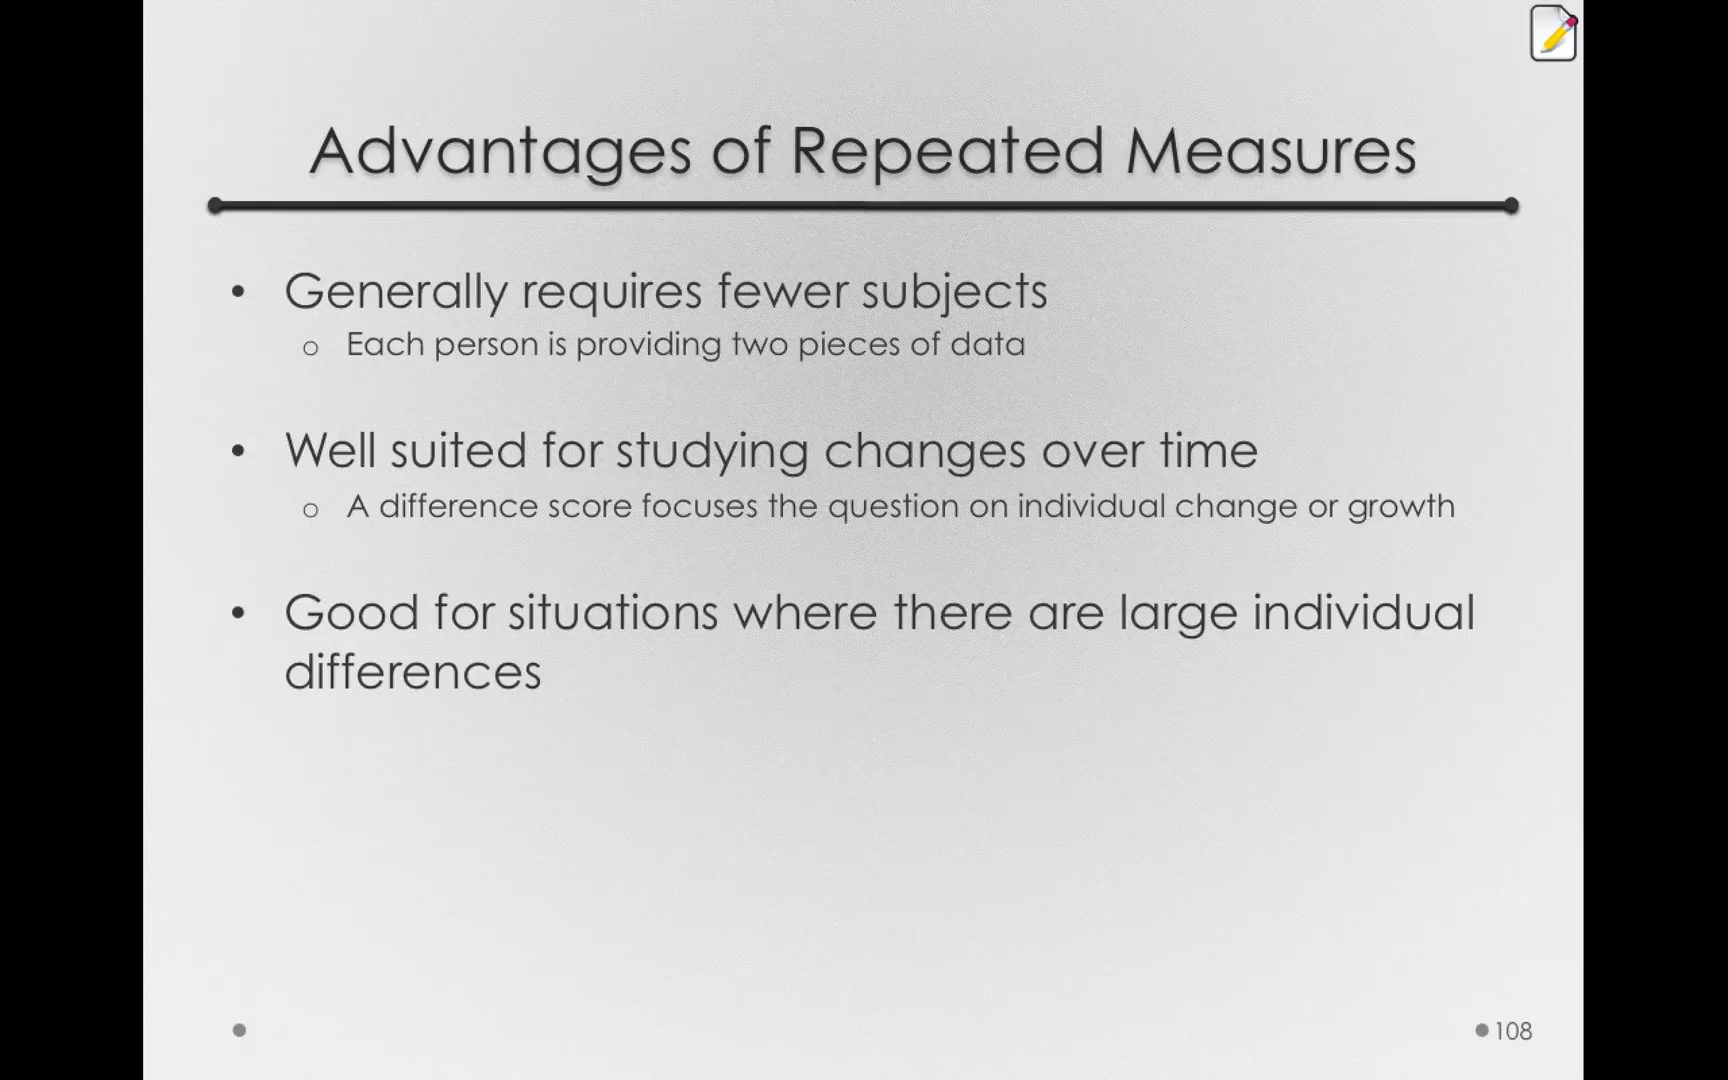 Advantages of Repeated Measures
• Generally requires fewer subjects
o Each person is providing two pieces of data
• Well suited for studying changes over time
o A difference score focuses the question on individual change or growth
• Good for situations where there are large individual
differences
108